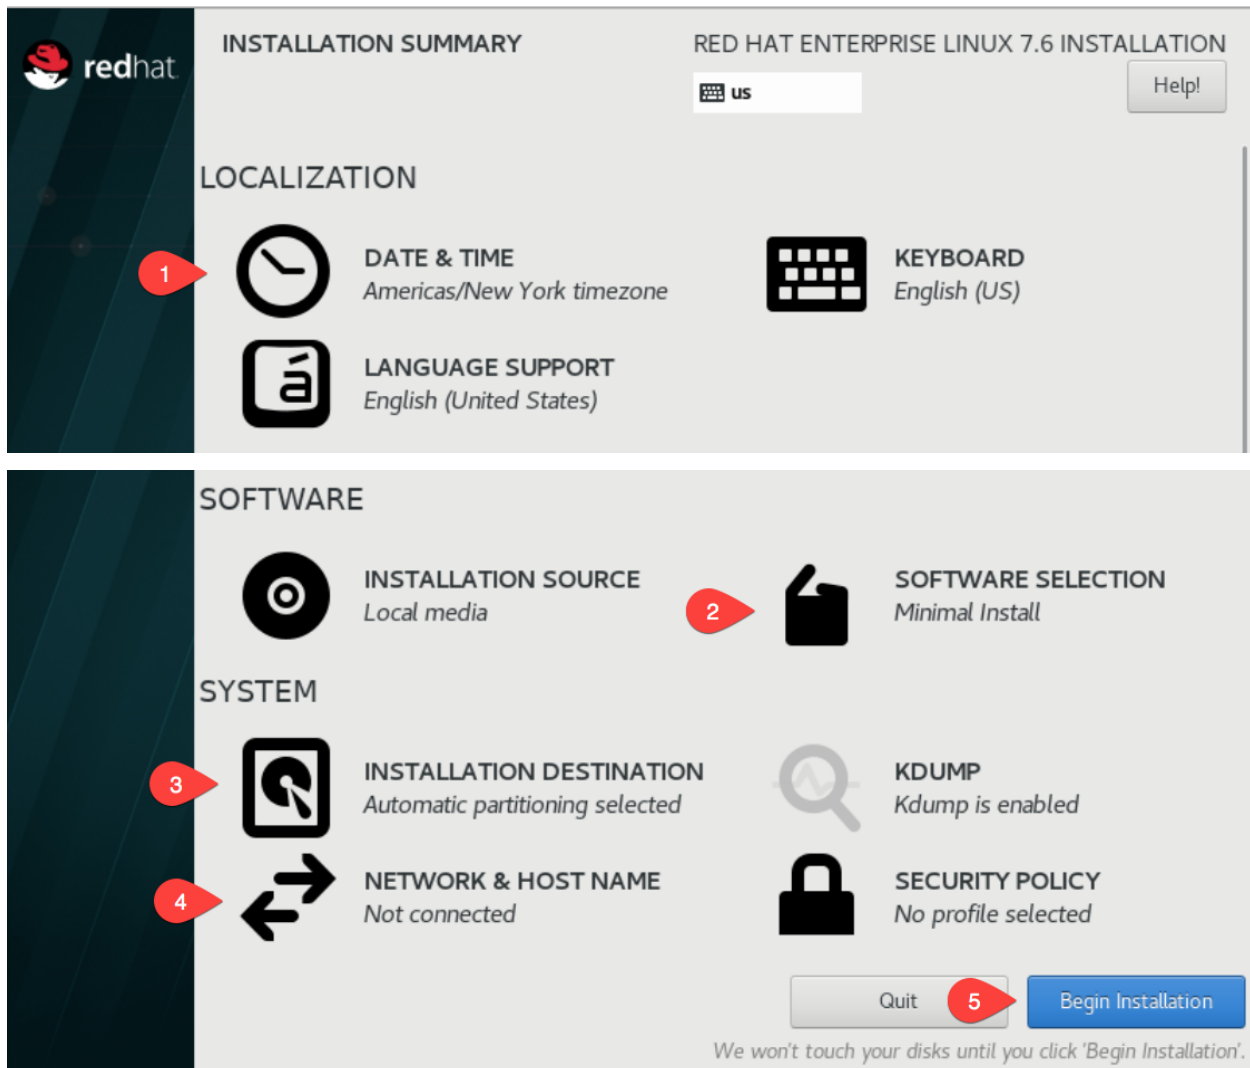 redhat.
INSTALLATION SUMMARY
RED HAT ENTERPRISE LINUX 7.6 INSTALLATION
us
Help!
LOCALIZATION
1
DATE & TIME
Americas/New York timezone
KEYBOARD
English (US)
á
LANGUAGE SUPPORT
English (United States)
SOFTWARE
INSTALLATION SOURCE
Local media
2
SOFTWARE SELECTION
Minimal Install
SYSTEM
3
INSTALLATION DESTINATION
Automatic partitioning selected
KDUMP
Kdump is enabled
4
NETWORK & HOST NAME
Not connected
SECURITY POLICY
No profile selected
Quit
5
Begin Installation
We won't touch your disks until you click 'Begin Installation'.